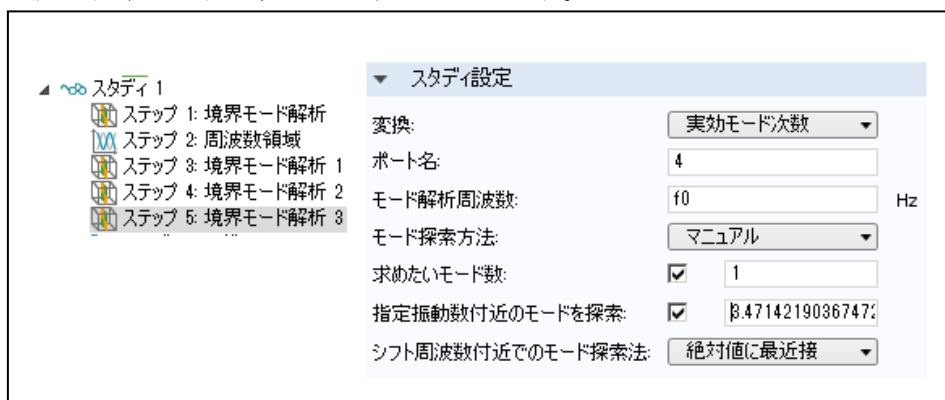 スタディ 1
ステップ 1: 境界モード解析
ステップ 2: 周波数領域
ステップ 3: 境界モード解析 1
ステップ 4: 境界モード解析 2
ステップ 5: 境界モード解析 3
スタディ設定
変換: 実効モード次数
ポート名: 4
モード解析周波数: f0 Hz
モード探索方法: マニュアル
求めたいモード数: 1
指定振動数付近のモードを探索: 3.47142190367472
シフト周波数付近でのモード探索法: 絶対値に最近接